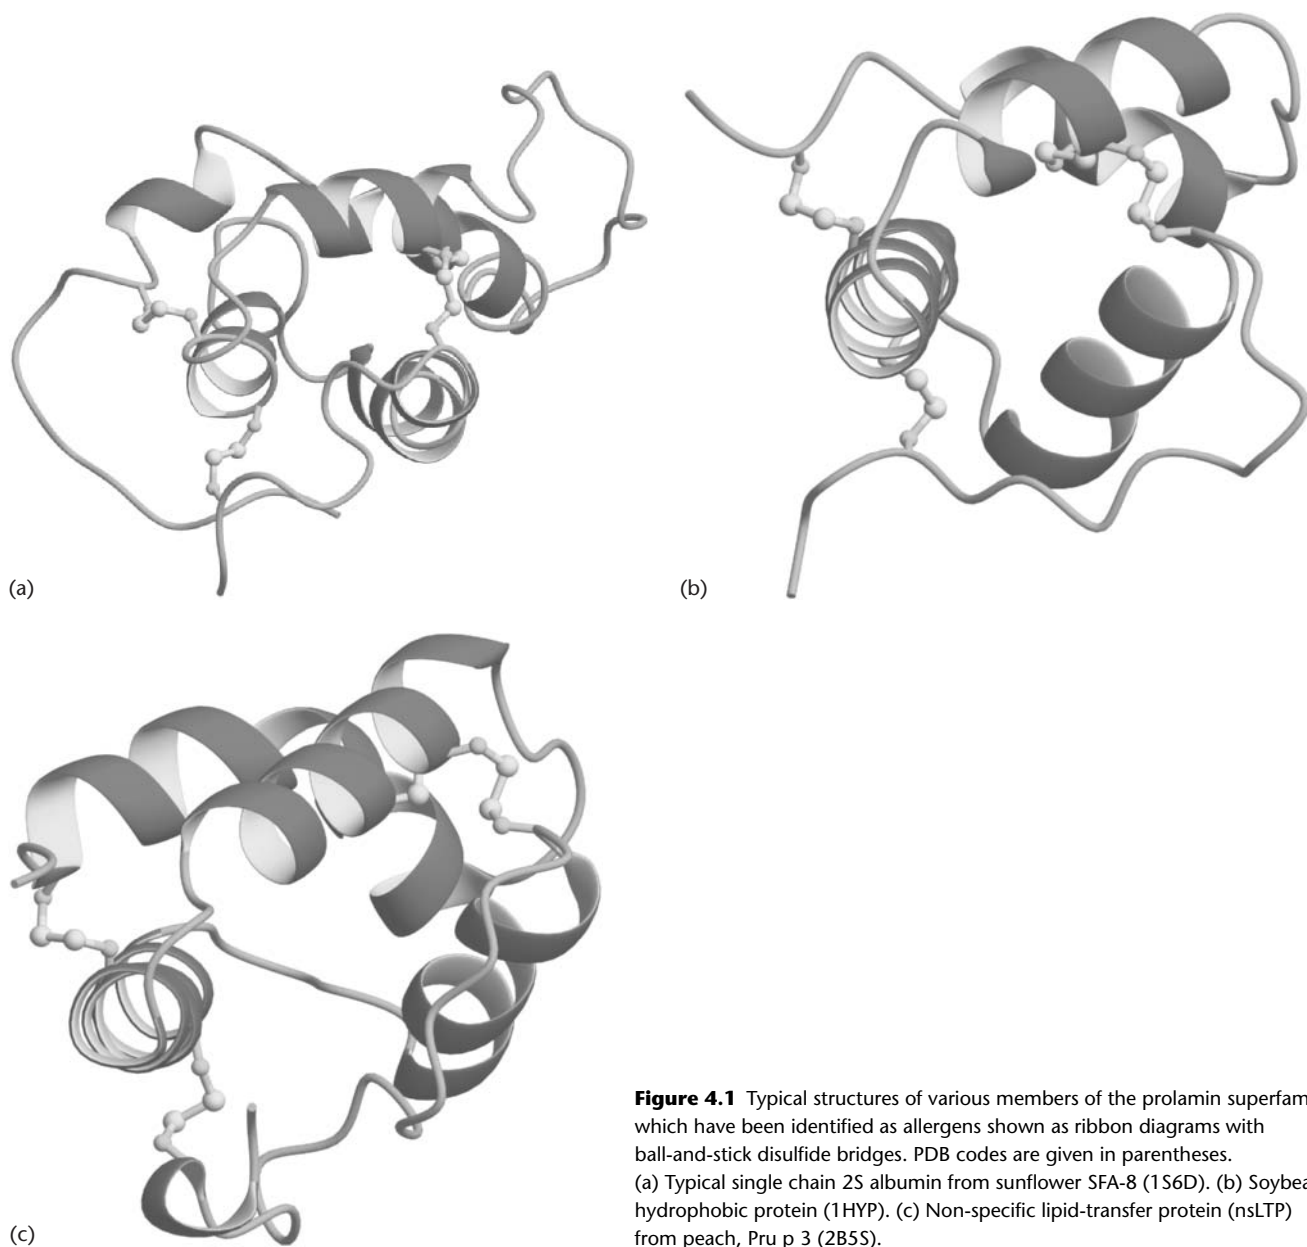 (a)
(b)
(c)
Figure 4.1 Typical structures of various members of the prolamin superfam
which have been identified as allergens shown as ribbon diagrams with
ball-and-stick disulfide bridges. PDB codes are given in parentheses.
(a) Typical single chain 2S albumin from sunflower SFA-8 (1S6D). (b) Soybea
hydrophobic protein (1HYP). (c) Non-specific lipid-transfer protein (nsLTP)
from peach, Pru p 3 (2B5S).